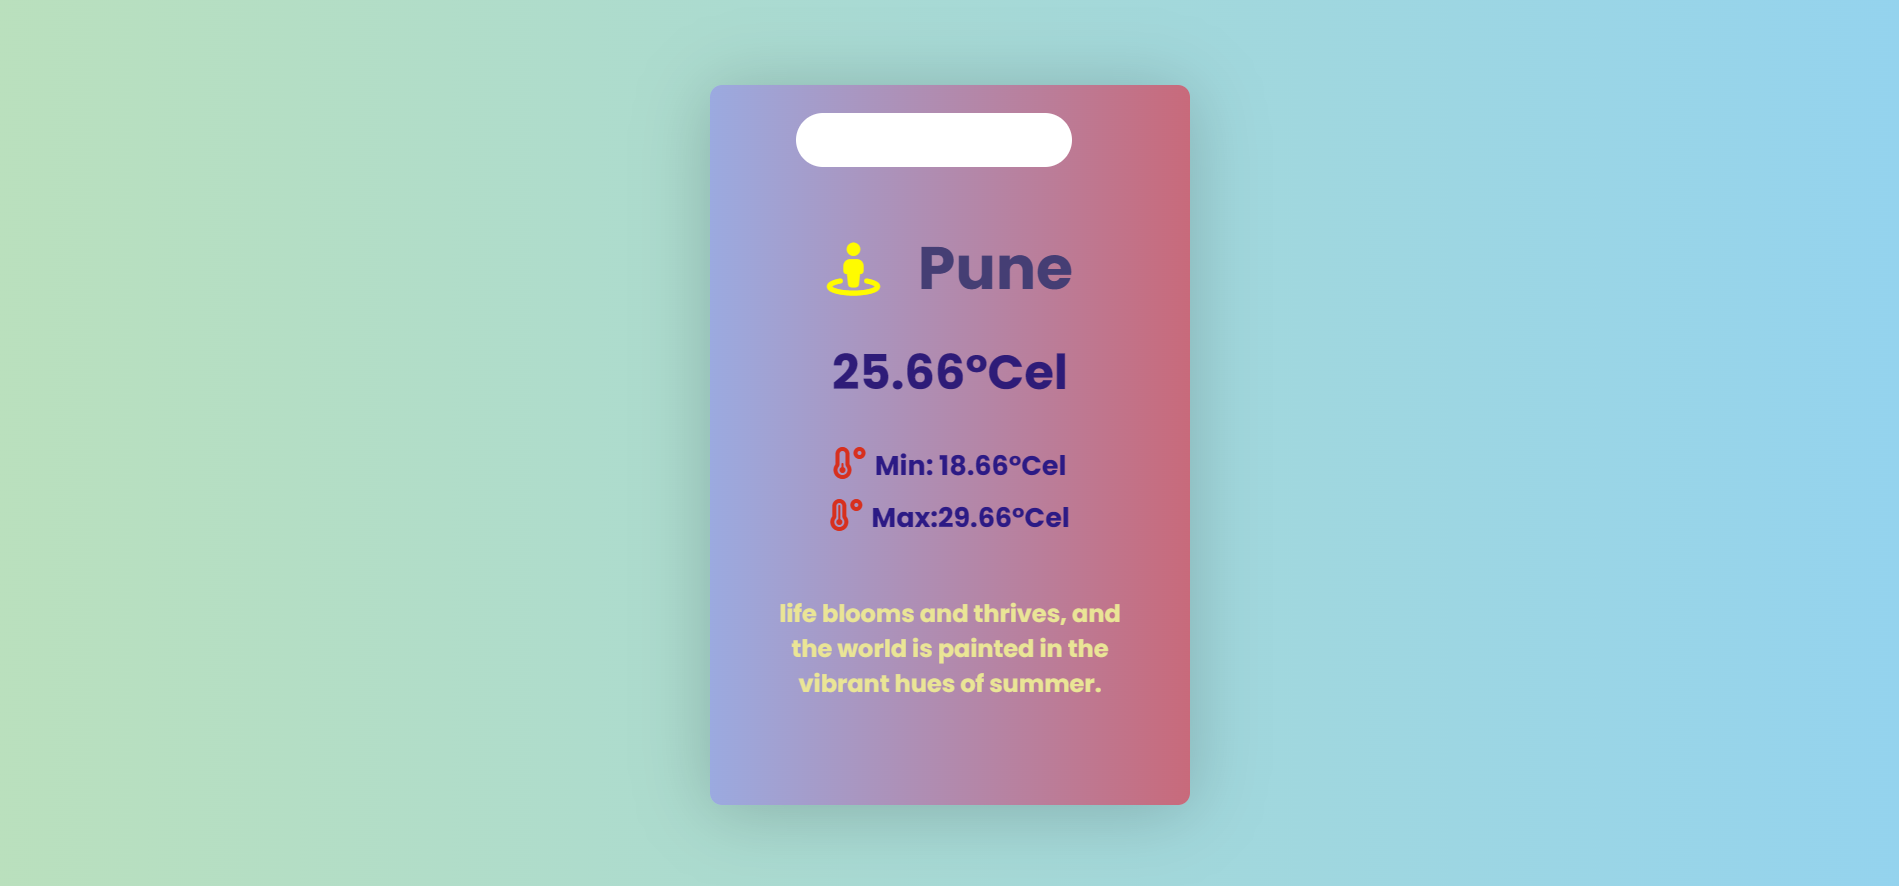 Pune
25.66°Cel
Min: 18.66°Cel
Max:29.66°Cel
life blooms and thrives, and
the world is painted in the
vibrant hues of summer.